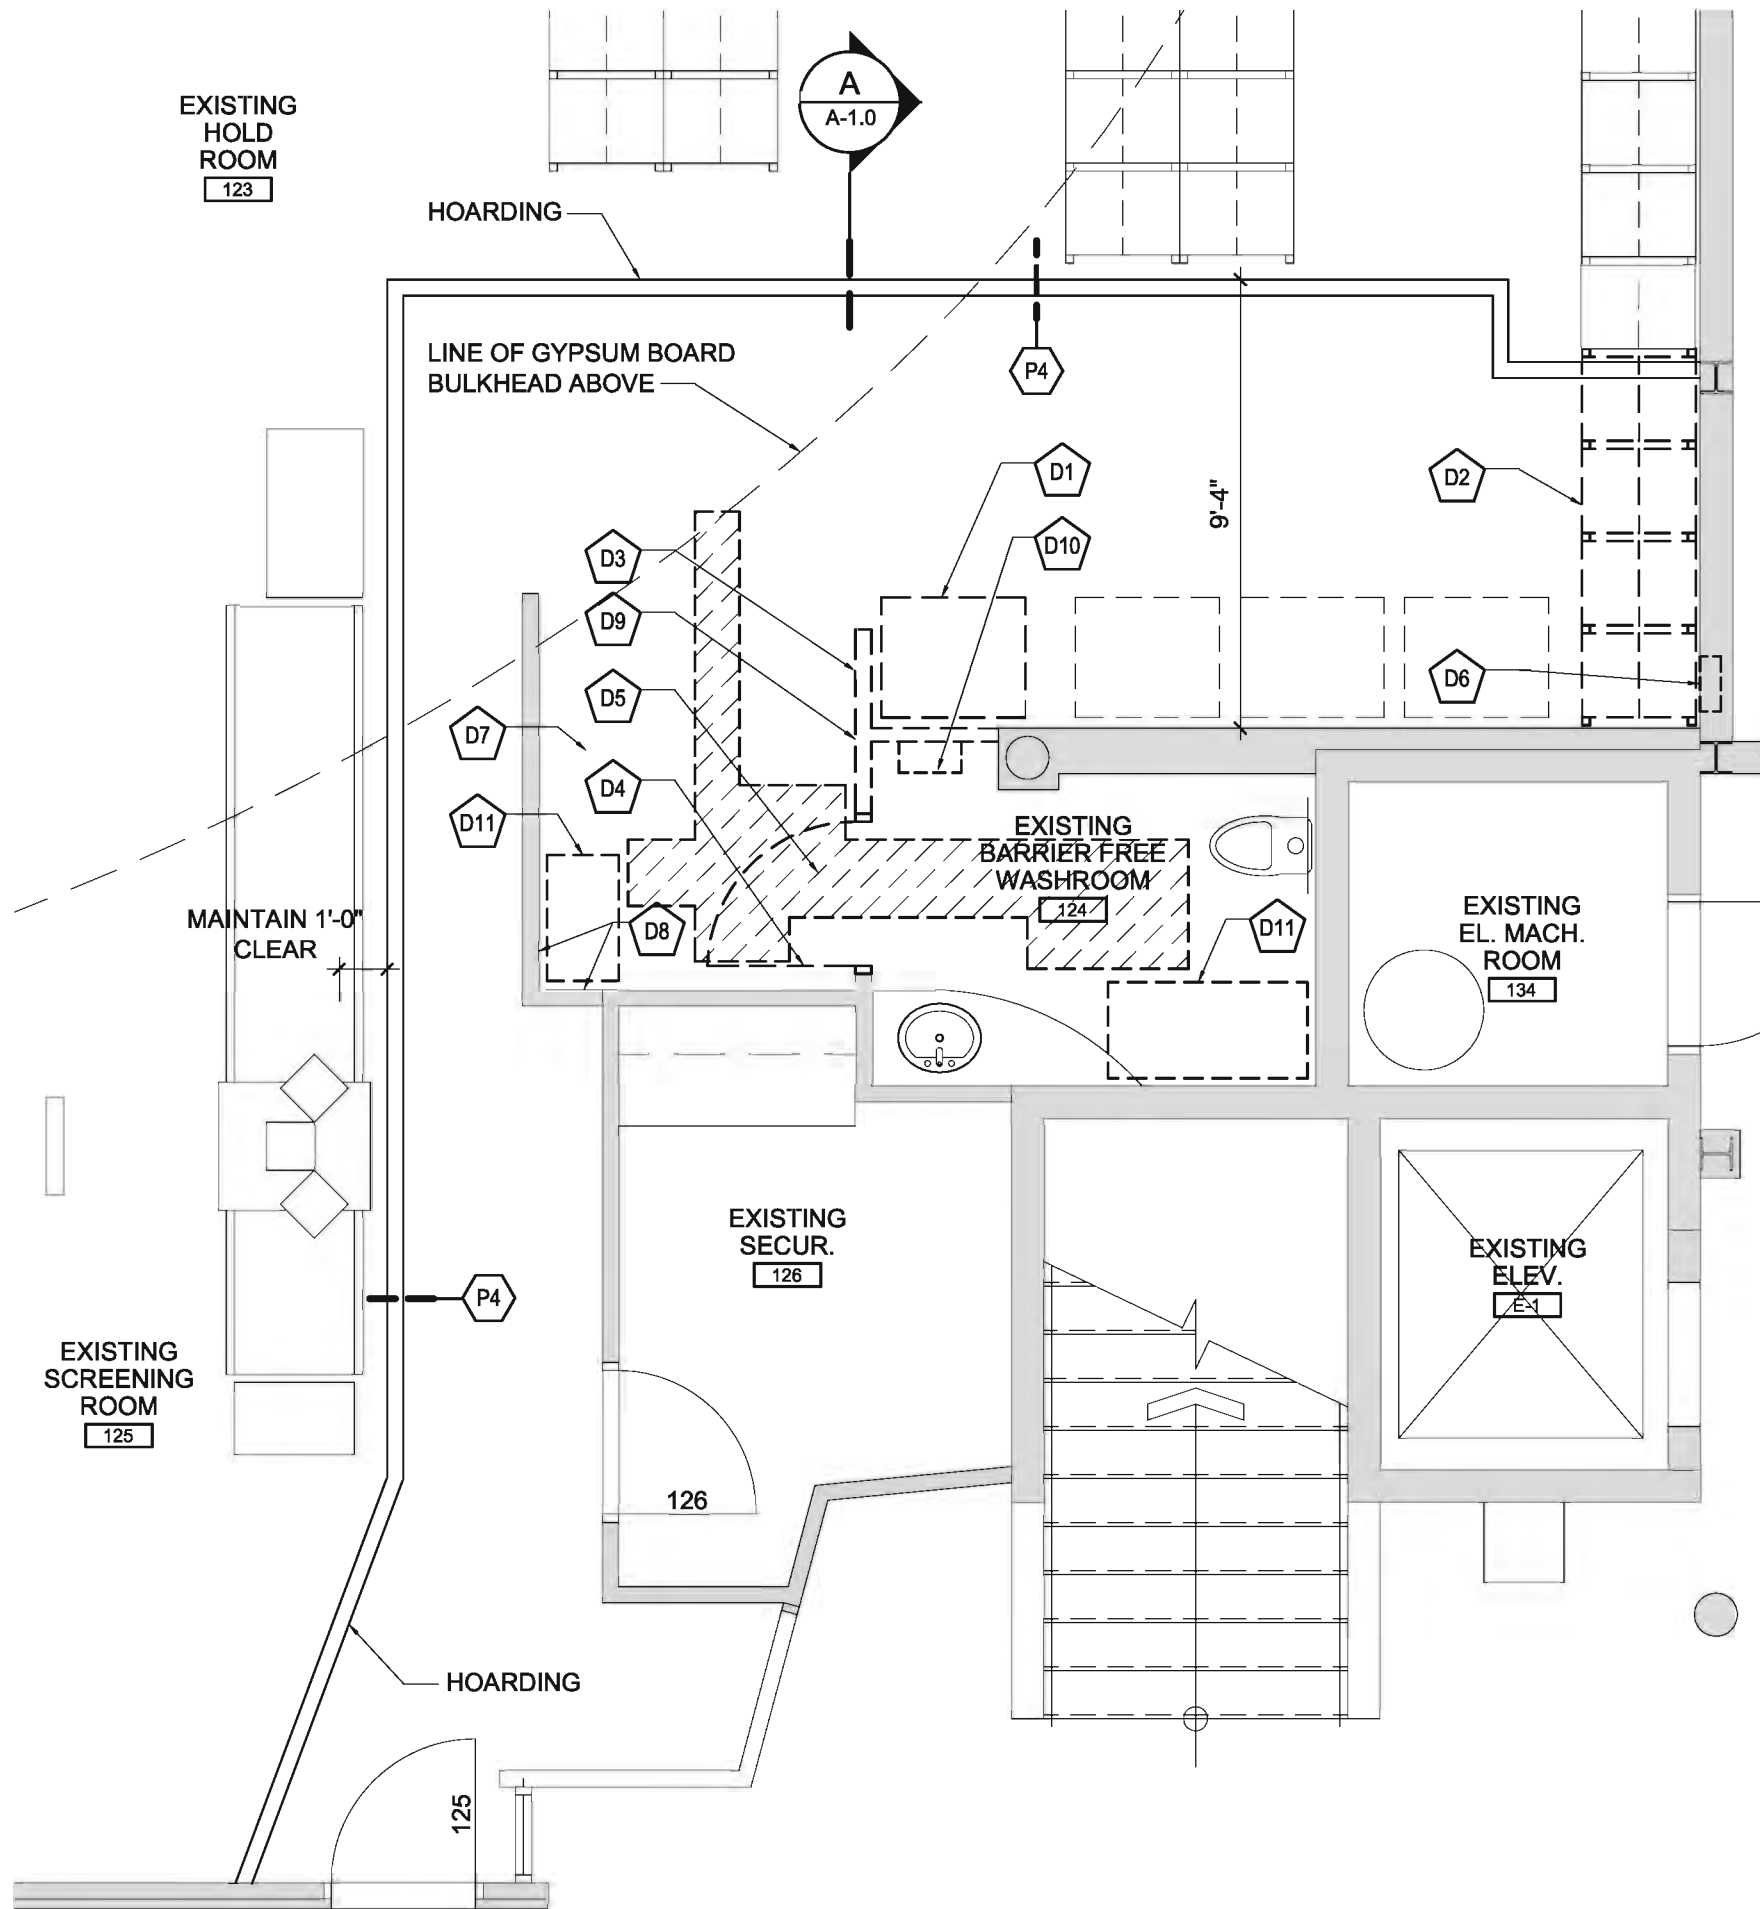 A
A-1.0
EXISTING
HOLD
ROOM
123
HOARDING
LINE OF GYPSUM BOARD
BULKHEAD ABOVE
P4
D1
D2
9'-4"
D3
D10
D9
D6
D5
D7
D4
D11
EXISTING
BARRIER FREE
WASHROOM
124
MAINTAIN 1'-0"
CLEAR
D8
D11
EXISTING
EL. MACH.
ROOM
134
EXISTING
SECUR.
126
EXISTING
ELEV.
E-1
P4
EXISTING
SCREENING
ROOM
125
126
HOARDING
125